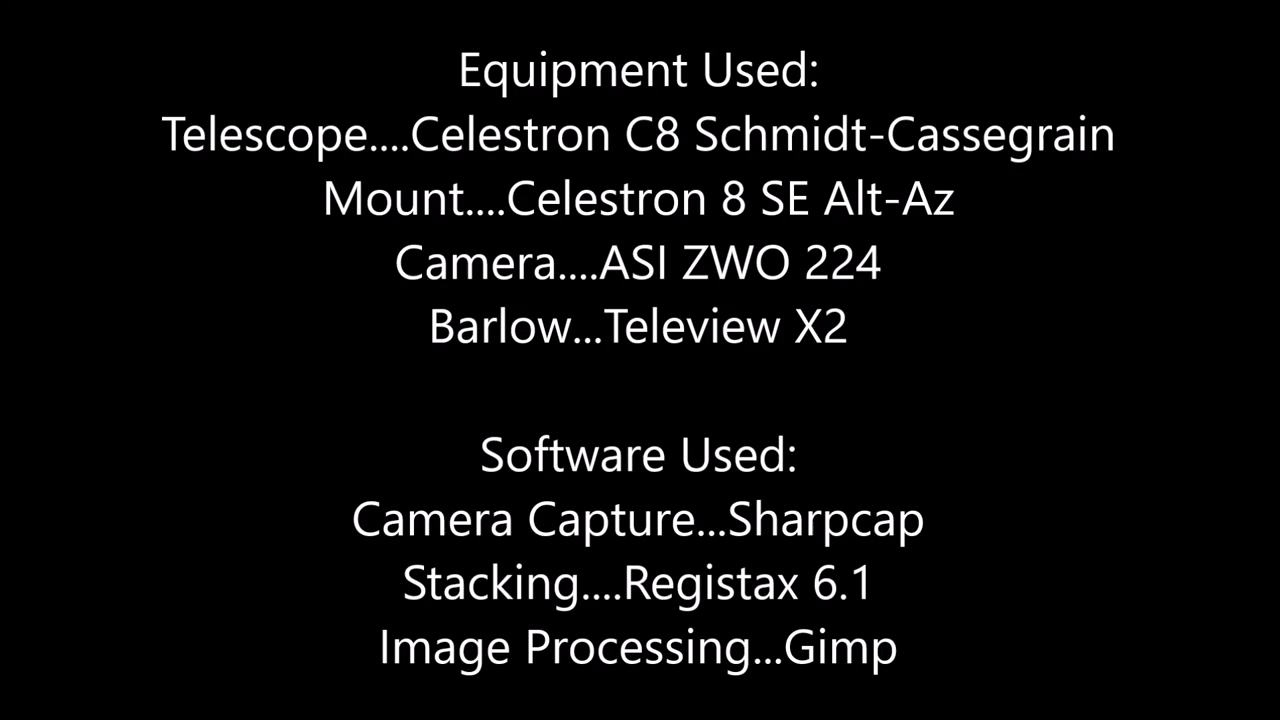 Equipment Used:
Telescope....Celestron C8 Schmidt-Cassegrain
Mount....Celestron 8 SE Alt-Az
Camera....ASI ZWO 224
Barlow...Teleview X2
Software Used:
Camera Capture...Sharpcap
Stacking....Registax 6.1
Image Processing...Gimp